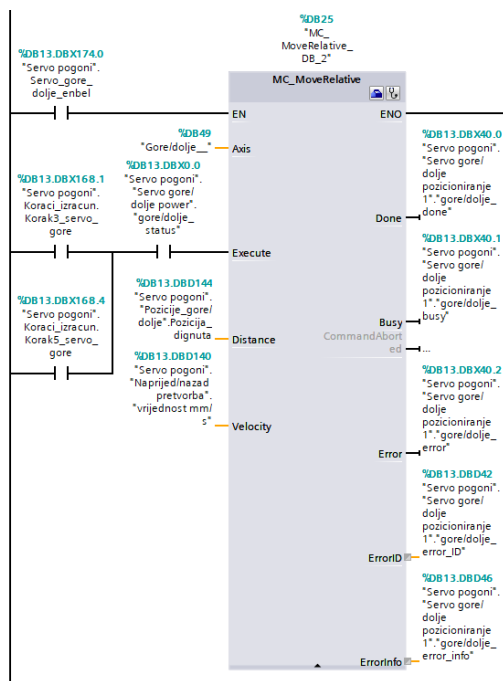 %DB25
"MC_
MoveRelative_
DB_2"
%DB13.DBX174.0
"Servo pogoni".
Servo_gore_
dolje_enbel
MC_MoveRelative
EN
ENO
%DB49
"Gore/dolje__"
Axis
%DB13.DBX40.0
"Servo pogoni".
"Servo gore/
dolje
pozicioniranje
1"."gore/dolje_
done"
Done
%DB13.DBX168.1
"Servo pogoni".
Koraci_izracun.
Korak3_servo_
gore
%DB13.DBX0.0
"Servo pogoni".
"Servo gore/
dolje power".
"gore/dolje_
status"
Execute
%DB13.DBX40.1
"Servo pogoni".
"Servo gore/
dolje
pozicioniranje
1"."gore/dolje_
busy"
Busy
%DB13.DBX168.4
"Servo pogoni".
Koraci_izracun.
Korak5_servo_
gore
%DB13.DBD144
"Servo pogoni".
"Pozicije_gore/
dolje".Pozicija_
dignuta
Distance
CommandAbort
ed
...
%DB13.DBD140
"Servo pogoni".
"Naprijed/nazad
pretvorba".
"vrijednost mm/
s"
Velocity
%DB13.DBX40.2
"Servo pogoni".
"Servo gore/
dolje
pozicioniranje
1"."gore/dolje_
error"
Error
%DB13.DBD42
"Servo pogoni".
"Servo gore/
dolje
pozicioniranje
1"."gore/dolje_
error_ID"
ErrorID
%DB13.DBD46
"Servo pogoni".
"Servo gore/
dolje
pozicioniranje
1"."gore/dolje_
error_info"
ErrorInfo